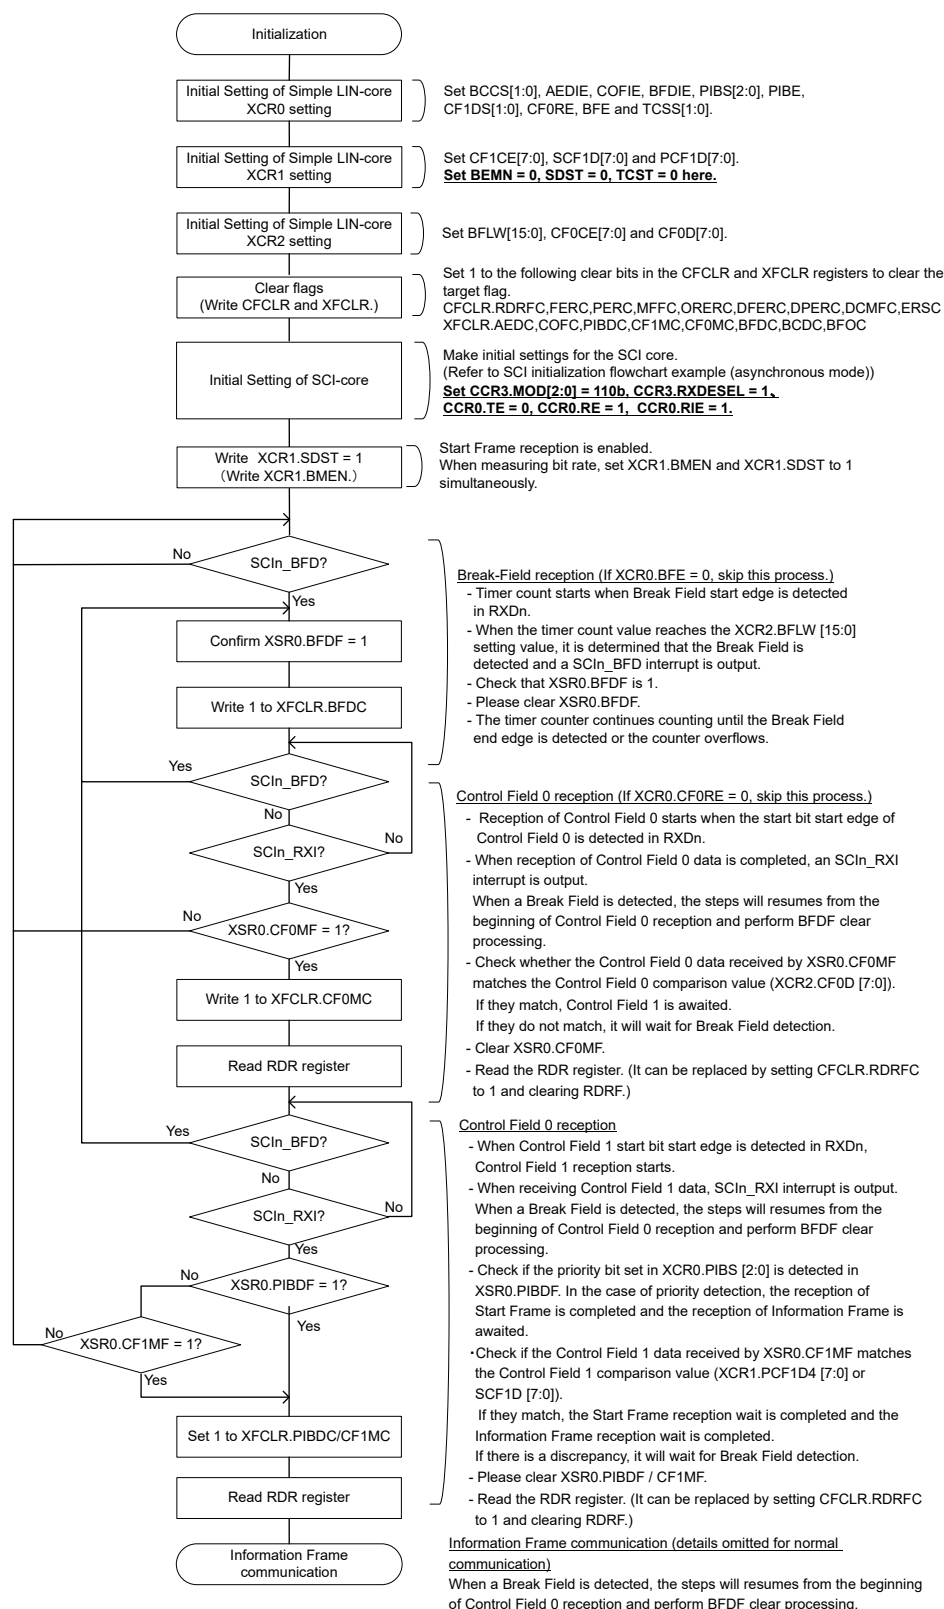 Initialization
Initial Setting of Simple LIN-core
XCR0 setting
Set BCCS[1:0], AEDIE, COFIE, BFDIE, PIBS[2:0], PIBE,
CF1DS[1:0], CF0RE, BFE and TCSS[1:0].
Initial Setting of Simple LIN-core
XCR1 setting
Set CF1CE[7:0], SCF1D[7:0] and PCF1D[7:0].
Set BEMN = 0, SDST = 0, TCST = 0 here.
Initial Setting of Simple LIN-core
XCR2 setting
Set BFLW[15:0], CF0CE[7:0] and CF0D[7:0].
Clear flags
(Write CFCLR and XFCLR.)
Set 1 to the following clear bits in the CFCLR and XFCLR registers to clear the
target flag.
CFCLR.RDRFC,FERC,PERC,MFFC,ORERC,DFERC,DPERC,DCMFC,ERSC
XFCLR.AEDC,COFC,PIBDC,CF1MC,CF0MC,BFDC,BCDC,BFOC
Initial Setting of SCI-core
Make initial settings for the SCI core.
(Refer to SCI initialization flowchart example (asynchronous mode))
Set CCR3.MOD[2:0] = 110b, CCR3.RXDESEL = 1、
CCR0.TE = 0, CCR0.RE = 1, CCR0.RIE = 1.
Write XCR1.SDST = 1
（Write XCR1.BMEN.）
Start Frame reception is enabled.
When measuring bit rate, set XCR1.BMEN and XCR1.SDST to 1
simultaneously.
No
SCIn_BFD?
Yes
Confirm XSR0.BFDF = 1
Write 1 to XFCLR.BFDC
Break-Field reception (If XCR0.BFE = 0, skip this process.)
- Timer count starts when Break Field start edge is detected
in RXDn.
- When the timer count value reaches the XCR2.BFLW [15:0]
setting value, it is determined that the Break Field is
detected and a SCIn_BFD interrupt is output.
- Check that XSR0.BFDF is 1.
- Please clear XSR0.BFDF.
- The timer counter continues counting until the Break Field
end edge is detected or the counter overflows.
Yes
SCIn_BFD?
No
SCIn_RXI?
No
Yes
No
XSR0.CF0MF = 1?
Yes
Write 1 to XFCLR.CF0MC
Read RDR register
Control Field 0 reception (If XCR0.CF0RE = 0, skip this process.)
- Reception of Control Field 0 starts when the start bit start edge of
Control Field 0 is detected in RXDn.
- When reception of Control Field 0 data is completed, an SCIn_RXI
interrupt is output.
When a Break Field is detected, the steps will resumes from the
beginning of Control Field 0 reception and perform BFDF clear
processing.
- Check whether the Control Field 0 data received by XSR0.CF0MF
matches the Control Field 0 comparison value (XCR2.CF0D [7:0]).
If they match, Control Field 1 is awaited.
If they do not match, it will wait for Break Field detection.
- Clear XSR0.CF0MF.
- Read the RDR register. (It can be replaced by setting CFCLR.RDRFC
to 1 and clearing RDRF.)
Yes
SCIn_BFD?
No
SCIn_RXI?
No
Yes
No
XSR0.PIBDF = 1?
Yes
No
XSR0.CF1MF = 1?
Yes
Set 1 to XFCLR.PIBDC/CF1MC
Read RDR register
Control Field 0 reception
- When Control Field 1 start bit start edge is detected in RXDn,
Control Field 1 reception starts.
- When receiving Control Field 1 data, SCIn_RXI interrupt is output.
When a Break Field is detected, the steps will resumes from the
beginning of Control Field 0 reception and perform BFDF clear
processing.
- Check if the priority bit set in XCR0.PIBS [2:0] is detected in
XSR0.PIBDF. In the case of priority detection, the reception of
Start Frame is completed and the reception of Information Frame is
awaited.
・Check if the Control Field 1 data received by XSR0.CF1MF matches
the Control Field 1 comparison value (XCR1.PCF1D4 [7:0] or
SCF1D [7:0]).
If they match, the Start Frame reception wait is completed and the
Information Frame reception wait is completed.
If there is a discrepancy, it will wait for Break Field detection.
- Please clear XSR0.PIBDF / CF1MF.
- Read the RDR register. (It can be replaced by setting CFCLR.RDRFC
to 1 and clearing RDRF.)
Information Frame
communication
Information Frame communication (details omitted for normal
communication)
When a Break Field is detected, the steps will resumes from the beginning
of Control Field 0 reception and perform BFDF clear processing.